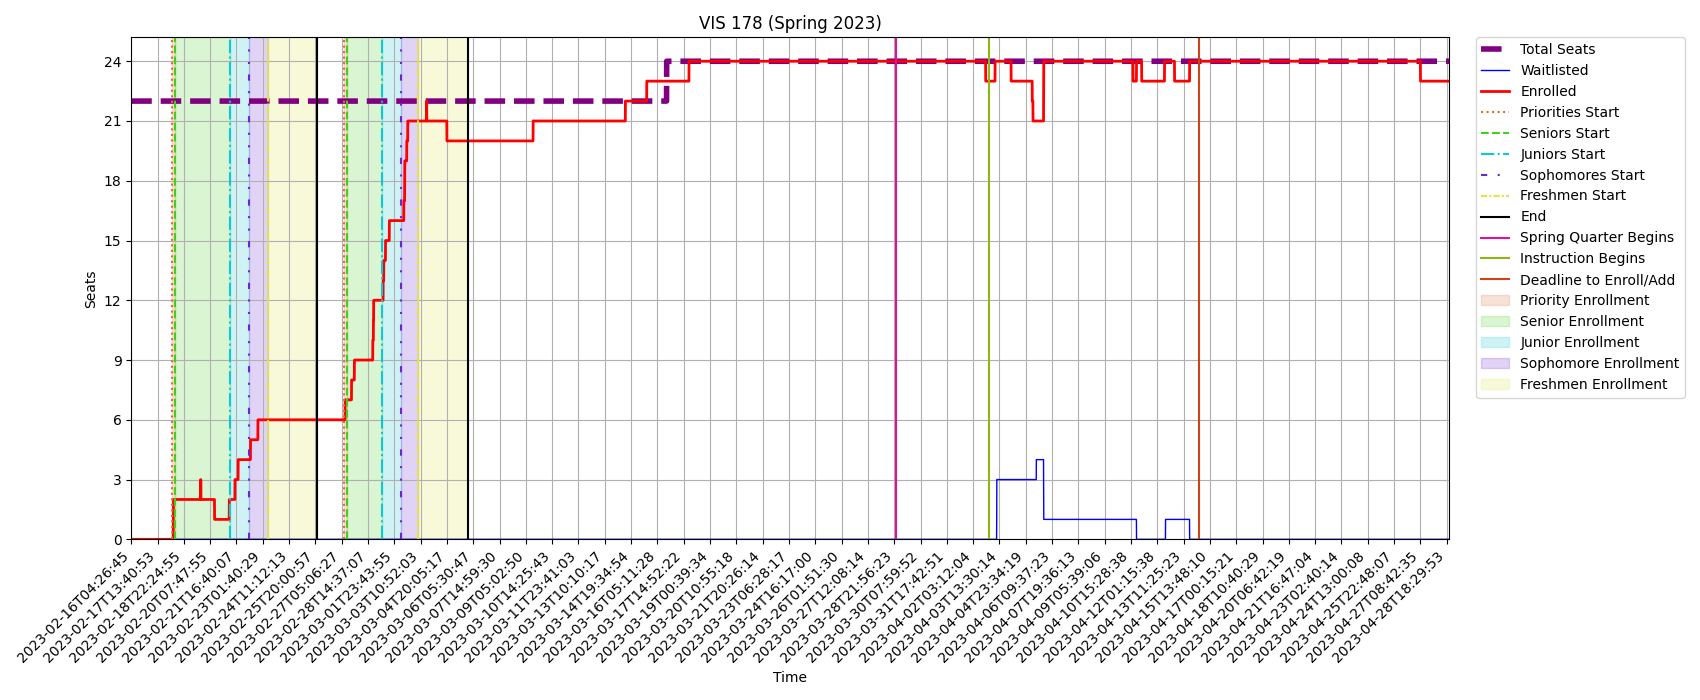 VIS 178 (Spring 2023)
Seats
24
21
18
15
12
9
6
3
0
Total Seats
Waitlisted
Enrolled
Priorities Start
Seniors Start
Juniors Start
Sophomores Start
Freshmen Start
End
Spring Quarter Begins
Instruction Begins
Deadline to Enroll/Add
Priority Enrollment
Senior Enrollment
Junior Enrollment
Sophomore Enrollment
Freshmen Enrollment
2023-02-16T04:26:45
2023-02-17T13:40:53
2023-02-18T22:24:55
2023-02-20T07:47:55
2023-02-21T16:40:07
2023-02-23T01:40:29
2023-02-24T11:12:13
2023-02-25T20:00:57
2023-02-27T05:06:27
2023-02-28T14:37:07
2023-03-01T23:43:55
2023-03-03T10:52:03
2023-03-04T20:05:17
2023-03-06T05:30:47
2023-03-07T14:59:30
2023-03-09T05:02:50
2023-03-10T14:25:43
2023-03-11T23:41:03
2023-03-13T10:10:17
2023-03-14T19:34:54
2023-03-16T05:11:28
2023-03-17T14:52:22
2023-03-19T00:39:34
2023-03-20T10:55:18
2023-03-21T20:26:14
2023-03-23T06:28:17
2023-03-24T16:17:00
2023-03-26T01:51:30
2023-03-27T12:08:14
2023-03-28T21:56:23
2023-03-30T07:59:52
2023-03-31T17:42:51
2023-04-02T03:12:04
2023-04-03T13:30:14
2023-04-04T23:34:19
2023-04-06T09:37:23
2023-04-07T19:36:13
2023-04-09T05:39:06
2023-04-10T15:28:38
2023-04-12T01:15:38
2023-04-13T11:25:23
2023-04-15T13:48:10
2023-04-17T00:15:21
2023-04-18T10:40:29
2023-04-20T06:42:19
2023-04-21T16:47:04
2023-04-23T02:40:14
2023-04-24T13:00:08
2023-04-25T22:48:07
2023-04-27T08:42:35
2023-04-28T18:29:53
Time